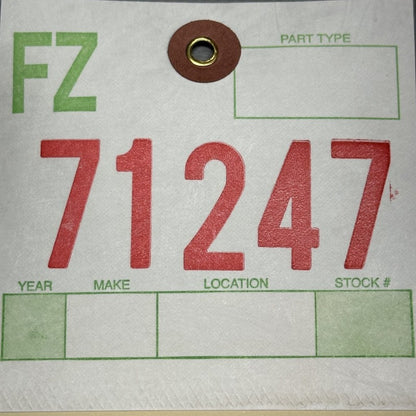 FZ
PART TYPE
71247
YEAR MAKE LOCATION STOCK #